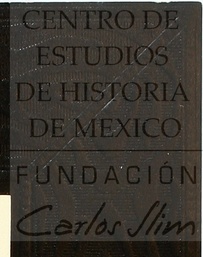 CENTRO DE
ESTUDIOS
DE HISTORIA
DE MEXICO
FUNDACIÓN
Carlos Slim